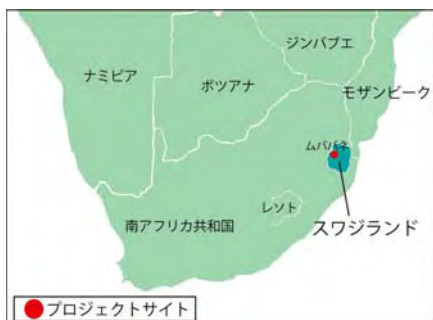 ジンバブエ
ナミビア
ボツアナ
モザンビーク
ムババネ
レソト
スワジランド
南アフリカ共和国
プロジェクトサイト